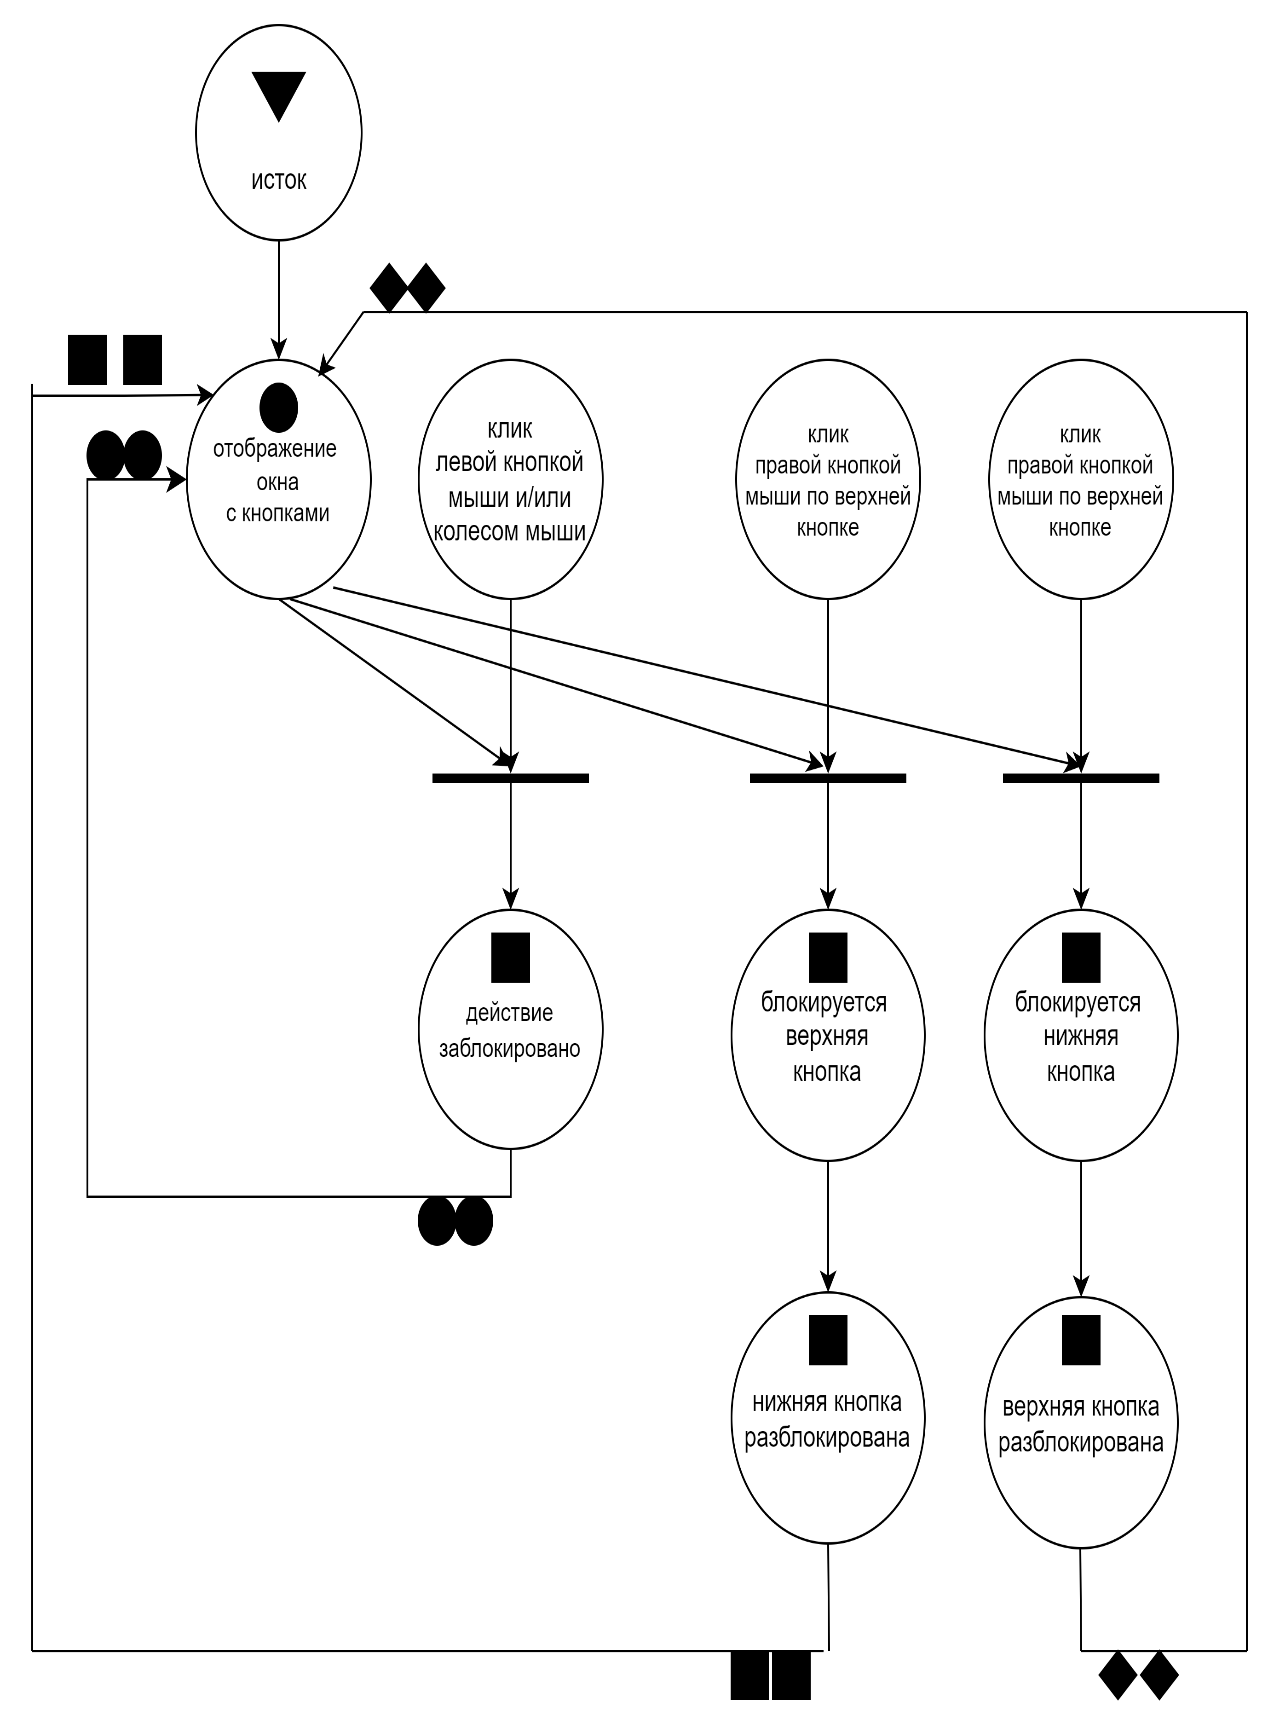 исток
отображение
окна
с кнопками
клик
левой кнопкой
мыши и/или
колесом мыши
клик
правой кнопкой
мыши по верхней
кнопке
клик
правой кнопкой
мыши по верхней
кнопке
действие
заблокировано
блокируется
верхняя
кнопка
блокируется
нижняя
кнопка
нижняя кнопка
разблокирована
верхняя кнопка
разблокирована